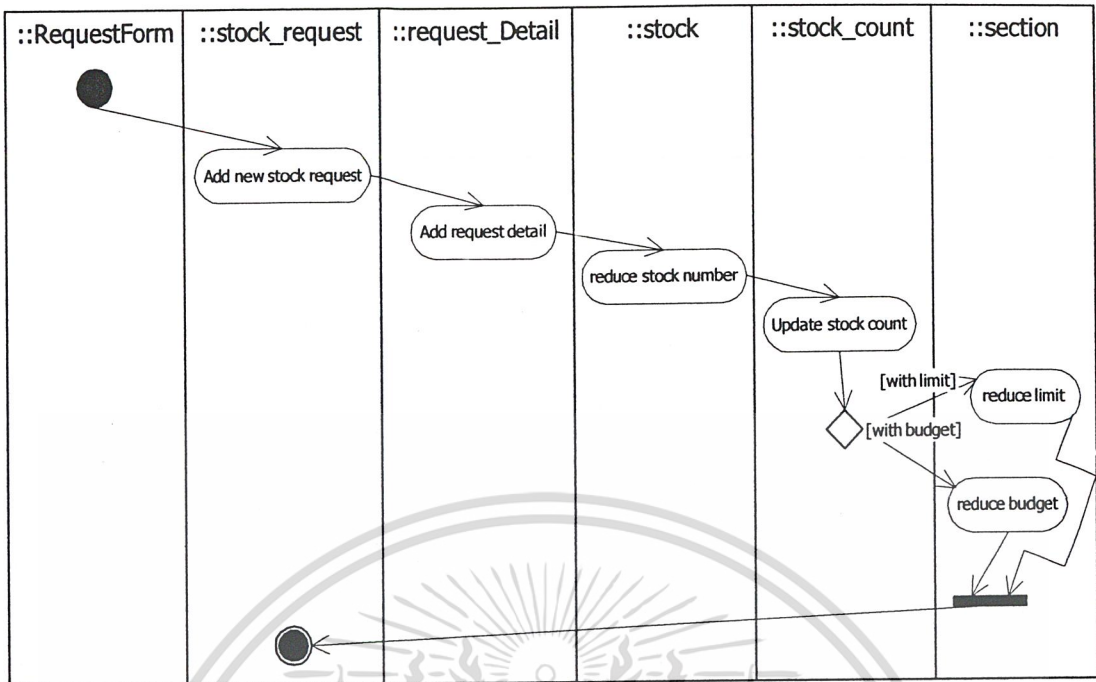 ::RequestForm
::stock_request
::request_Detail
::stock
::stock_count
::section
Add new stock request
Add request detail
reduce stock number
Update stock count
[with limit]
reduce limit
[with budget]
reduce budget